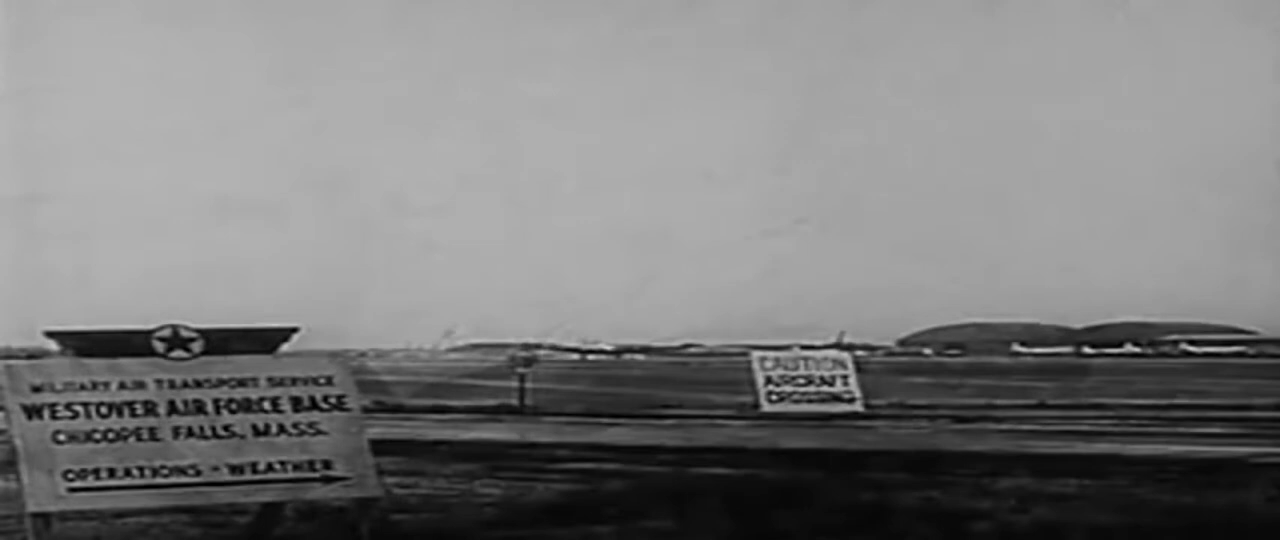 MILITARY AIR TRANSPORT SERVICE
WESTOVER AIR FORCE BASE
CHICOPEE FALLS, MASS.
OPERATIONS - WEATHER
CAUTION
AIRCRAFT
CROSSING